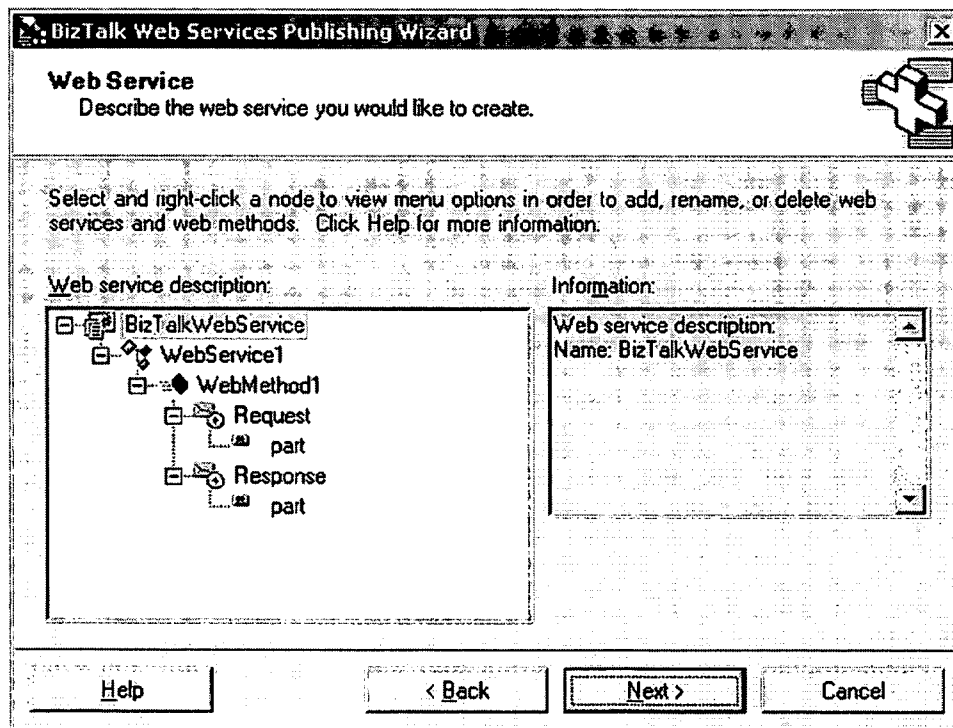 BizTalk Web Services Publishing Wizard
Web Service
Describe the web service you would like to create.
Select and right-click a node to view menu options in order to add, rename, or delete web
services and web methods. Click Help for more information.
Web service description:
Information:
BizTalkWebService
WebService1
WebMethod1
Request
part
Response
part
Web service description:
Name: BizTalkWebService
Help
< Back
Next >
Cancel